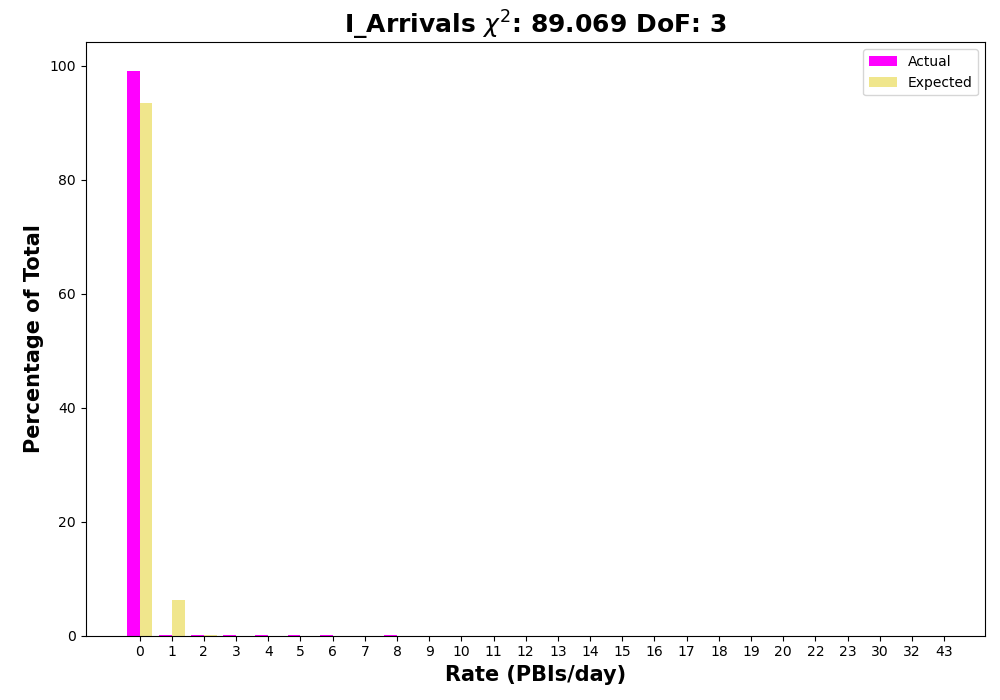 I_Arrivals χ²: 89.069 DoF: 3
Actual
Expected
Percentage of Total
100
80
60
40
20
0
0 1 2 3 4 5 6 7 8 9 10 11 12 13 14 15 16 17 18 19 20 22 23 30 32 43
Rate (PBIs/day)